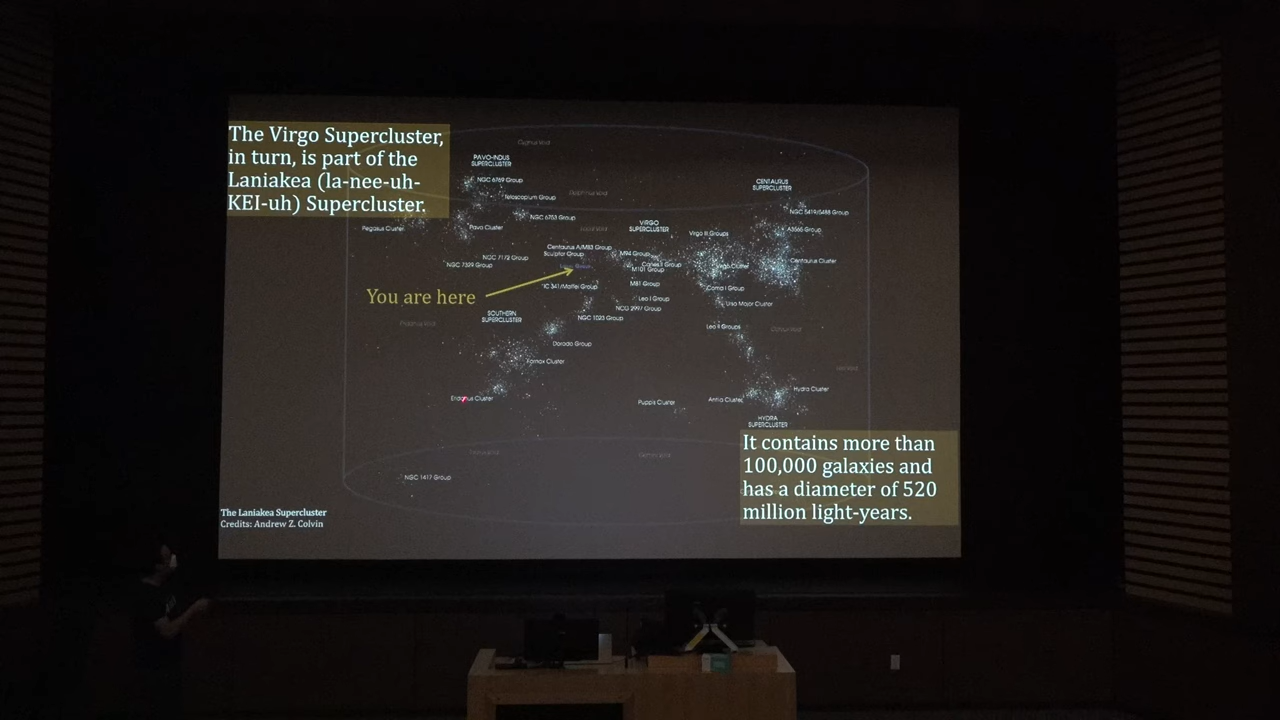 The Virgo Supercluster,
in turn, is part of the
Laniakea (la-nee-uh-
KEI-uh) Supercluster.
PAVO-INDUS
SUPERCLUSTER
NGC 6769 Group
Telescopium Group
NGC 6753 Group
Pegasus Cluster
Pavo Cluster
NGC 7172 Group
NGC 7329 Group
CENTAURUS
SUPERCLUSTER
NGC 5419/5488 Group
A3565 Group
Centaurus Cluster
VIRGO
SUPERCLUSTER
Virgo III Groups
Centaurus A/M83 Group
Sculptor Group
M94 Group
Canes II Group
M101 Group
Virgo Cluster
M81 Group
Coma I Group
IC 341/Maffei Group
Leo I Group
Ursa Major Cluster
NGC 2997 Group
NGC 1023 Group
Leo II Groups
You are here
SOUTHERN
SUPERCLUSTER
Dorado Group
Fornax Cluster
Cluster
Puppis Cluster
Antlia Cluster
Hydra Cluster
HYDRA
SUPERCLUSTER
NGC 1417 Group
It contains more than
100,000 galaxies and
has a diameter of 520
million light-years.
The Laniakea Supercluster
Credits: Andrew Z. Colvin